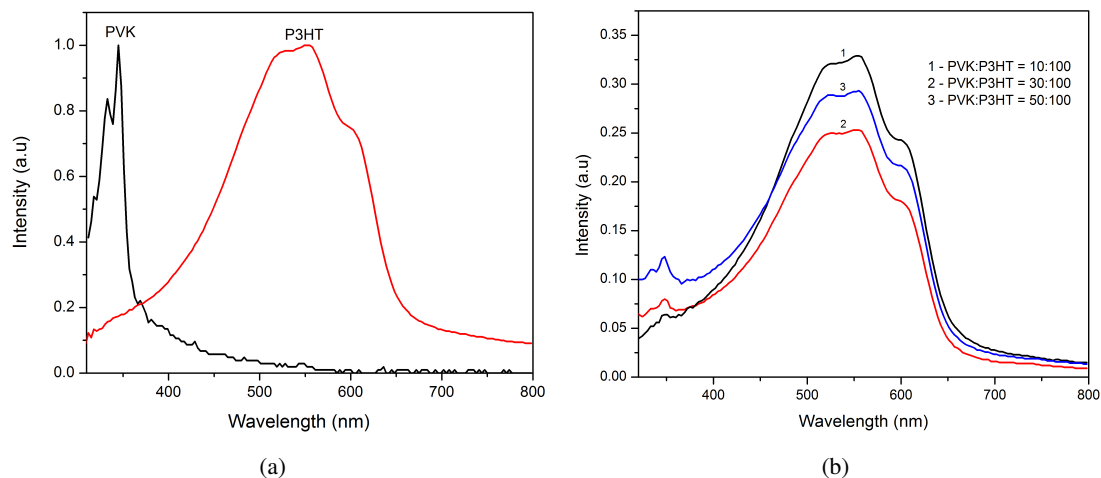 PVK
P3HT
1.0
0.8
0.6
0.4
0.2
0.0
400
500
600
700
800
Intensity (a.u)
Wavelength (nm)
(a)
0.35
0.30
0.25
0.20
0.15
0.10
0.05
0.00
400
500
600
700
800
Intensity (a.u)
Wavelength (nm)
1
3
2
1 - PVK:P3HT = 10:100
2 - PVK:P3HT = 30:100
3 - PVK:P3HT = 50:100
(b)